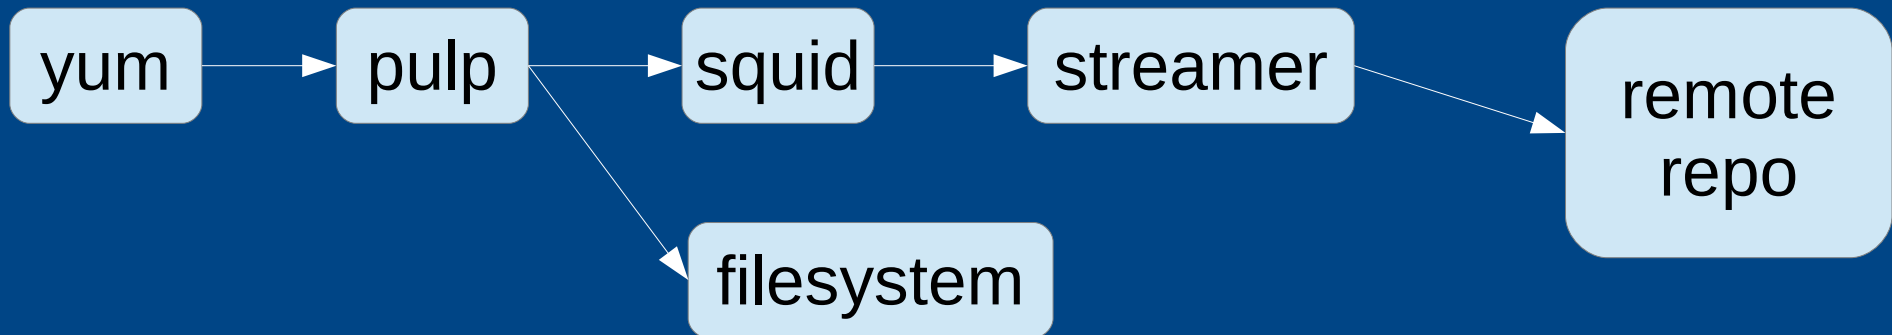 yum
pulp
squid
streamer
remote
repo
filesystem